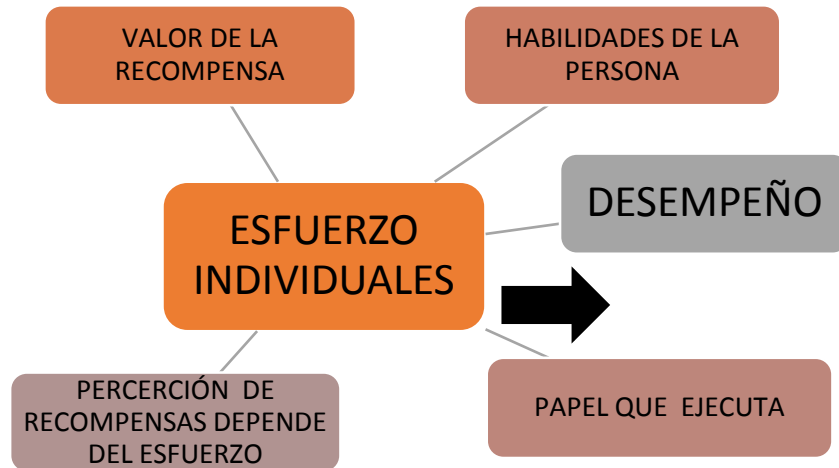 VALOR DE LA
RECOMPENSA
HABILIDADES DE LA
PERSONA
DESEMPEÑO
ESFUERZO
INDIVIDUALES
PERCERCIÓN  DE
RECOMPENSAS DEPENDE
DEL ESFUERZO
PAPEL QUE  EJECUTA